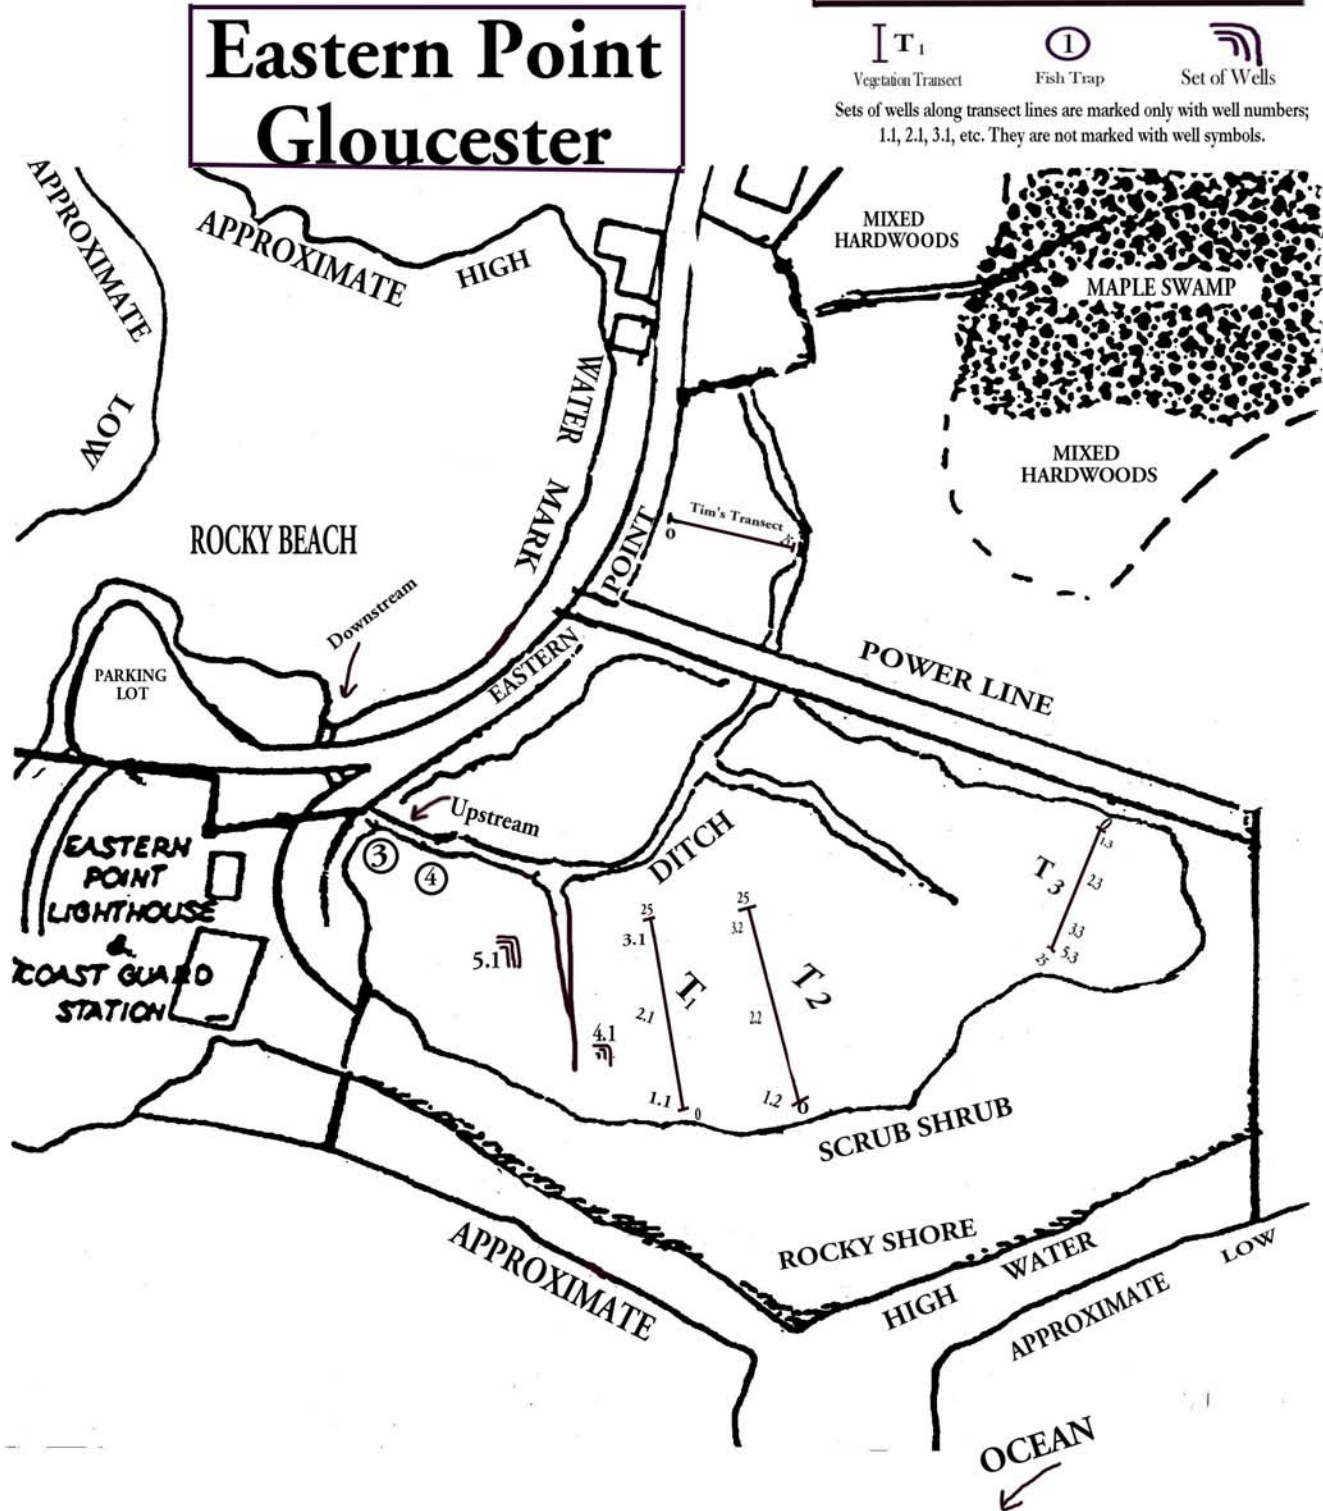 Eastern Point
Gloucester
T 1
1
Vegetation Transect
Fish Trap
Set of Wells
Sets of wells along transect lines are marked only with well numbers;
1.1, 2.1, 3.1, etc. They are not marked with well symbols.
APPROXIMATE
LOW
APPROXIMATE
HIGH
WATER
MARK
MIXED
HARDWOODS
MAPLE SWAMP
MIXED
HARDWOODS
ROCKY BEACH
Tim's Transect
0
EASTERN
POINT
Downstream
PARKING
LOT
POWER LINE
Upstream
3
4
DITCH
EASTERN
POINT
LIGHTHOUSE
&
COAST GUARD
STATION
5.1
4.1
25
3.1
2.1
1.1
0
T1
25
3.2
2.2
1.2
0
T 2
0
1.3
T 3
2.3
3.3
5.3
25
SCRUB SHRUB
ROCKY SHORE
HIGH
WATER
APPROXIMATE
APPROXIMATE
LOW
OCEAN